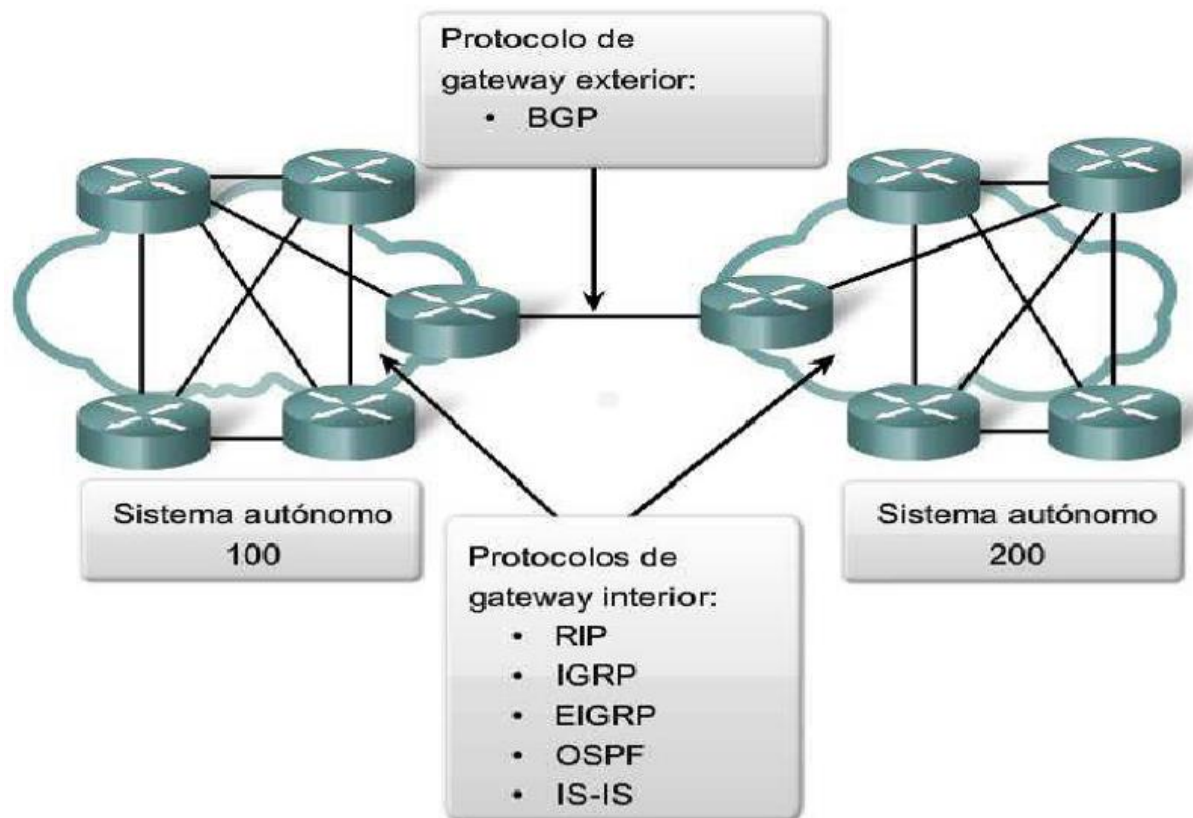 Protocolo de
gateway exterior:
• BGP
Sistema autónomo
100
Sistema autónomo
200
Protocolos de
gateway interior:
• RIP
• IGRP
• EIGRP
• OSPF
• IS-IS